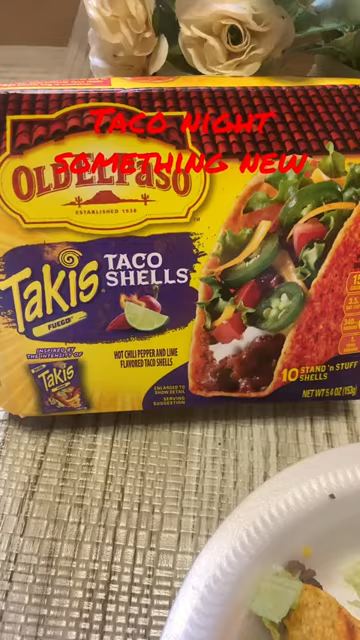 Taco night
something new
OLD EL PASO
ESTABLISHED 1938
Takis
FUEGO
TACO
SHELLS
INSPIRED BY
THE INTENSITY OF
Takis
HOT CHILI PEPPER AND LIME
FLAVORED TACO SHELLS
ENLARGED TO
SHOW DETAIL
SERVING
SUGGESTION
10 STAND 'n STUFF
SHELLS
NET WT 5.4 OZ (153g)